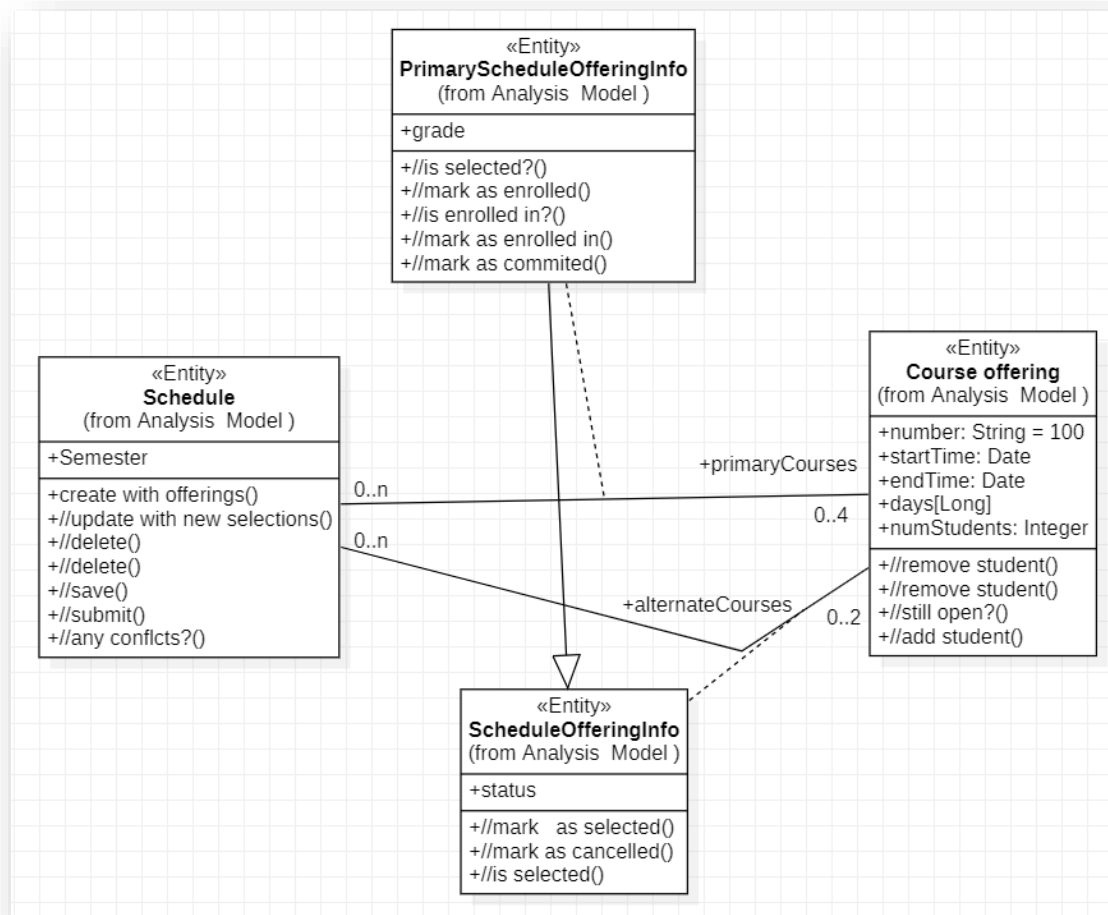 «Entity»
PrimaryScheduleOfferingInfo
(from Analysis Model )
+grade
+//is selected?()
+//mark as enrolled()
+//is enrolled in?()
+//mark as enrolled in()
+//mark as commited()
«Entity»
Schedule
(from Analysis Model )
+Semester
+create with offerings()
+//update with new selections()
+//delete()
+//delete()
+//save()
+//submit()
+//any conflcts?()
0..n
0..n
+primaryCourses
0..4
+alternateCourses
0..2
«Entity»
Course offering
(from Analysis Model )
+number: String = 100
+startTime: Date
+endTime: Date
+days[Long]
+numStudents: Integer
+//remove student()
+//remove student()
+//still open?()
+//add student()
«Entity»
ScheduleOfferingInfo
(from Analysis Model )
+status
+//mark as selected()
+//mark as cancelled()
+//is selected()